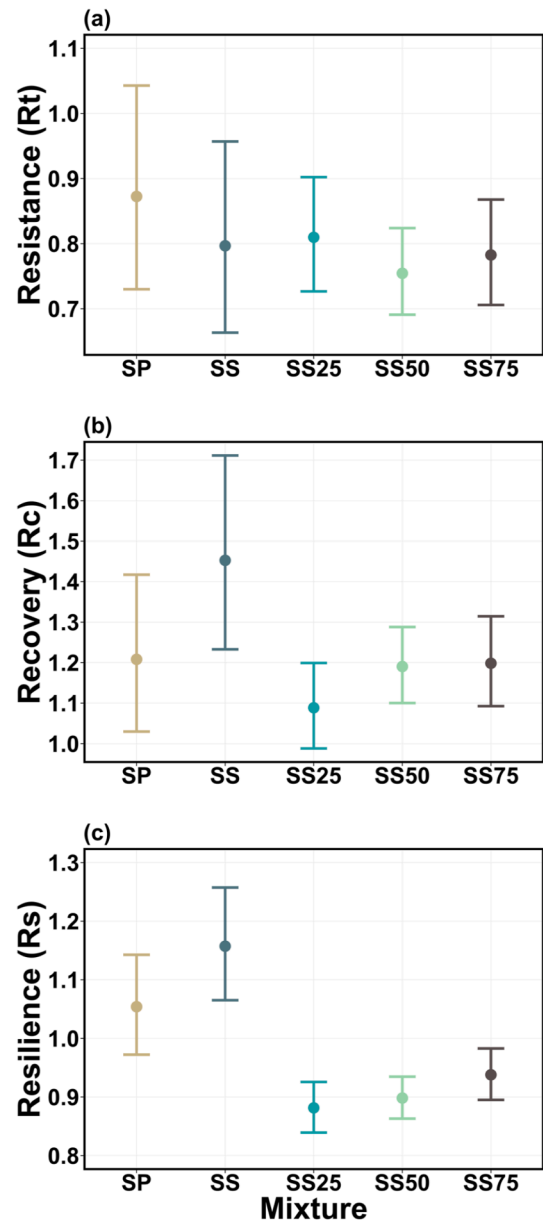 (a)
Resistance (Rt)
1.1
1.0
0.9
0.8
0.7
SP SS SS25 SS50 SS75
(b)
Recovery (Rc)
1.7
1.6
1.5
1.4
1.3
1.2
1.1
1.0
SP SS SS25 SS50 SS75
(c)
Resilience (Rs)
1.3
1.2
1.1
1.0
0.9
0.8
SP SS SS25 SS50 SS75
Mixture